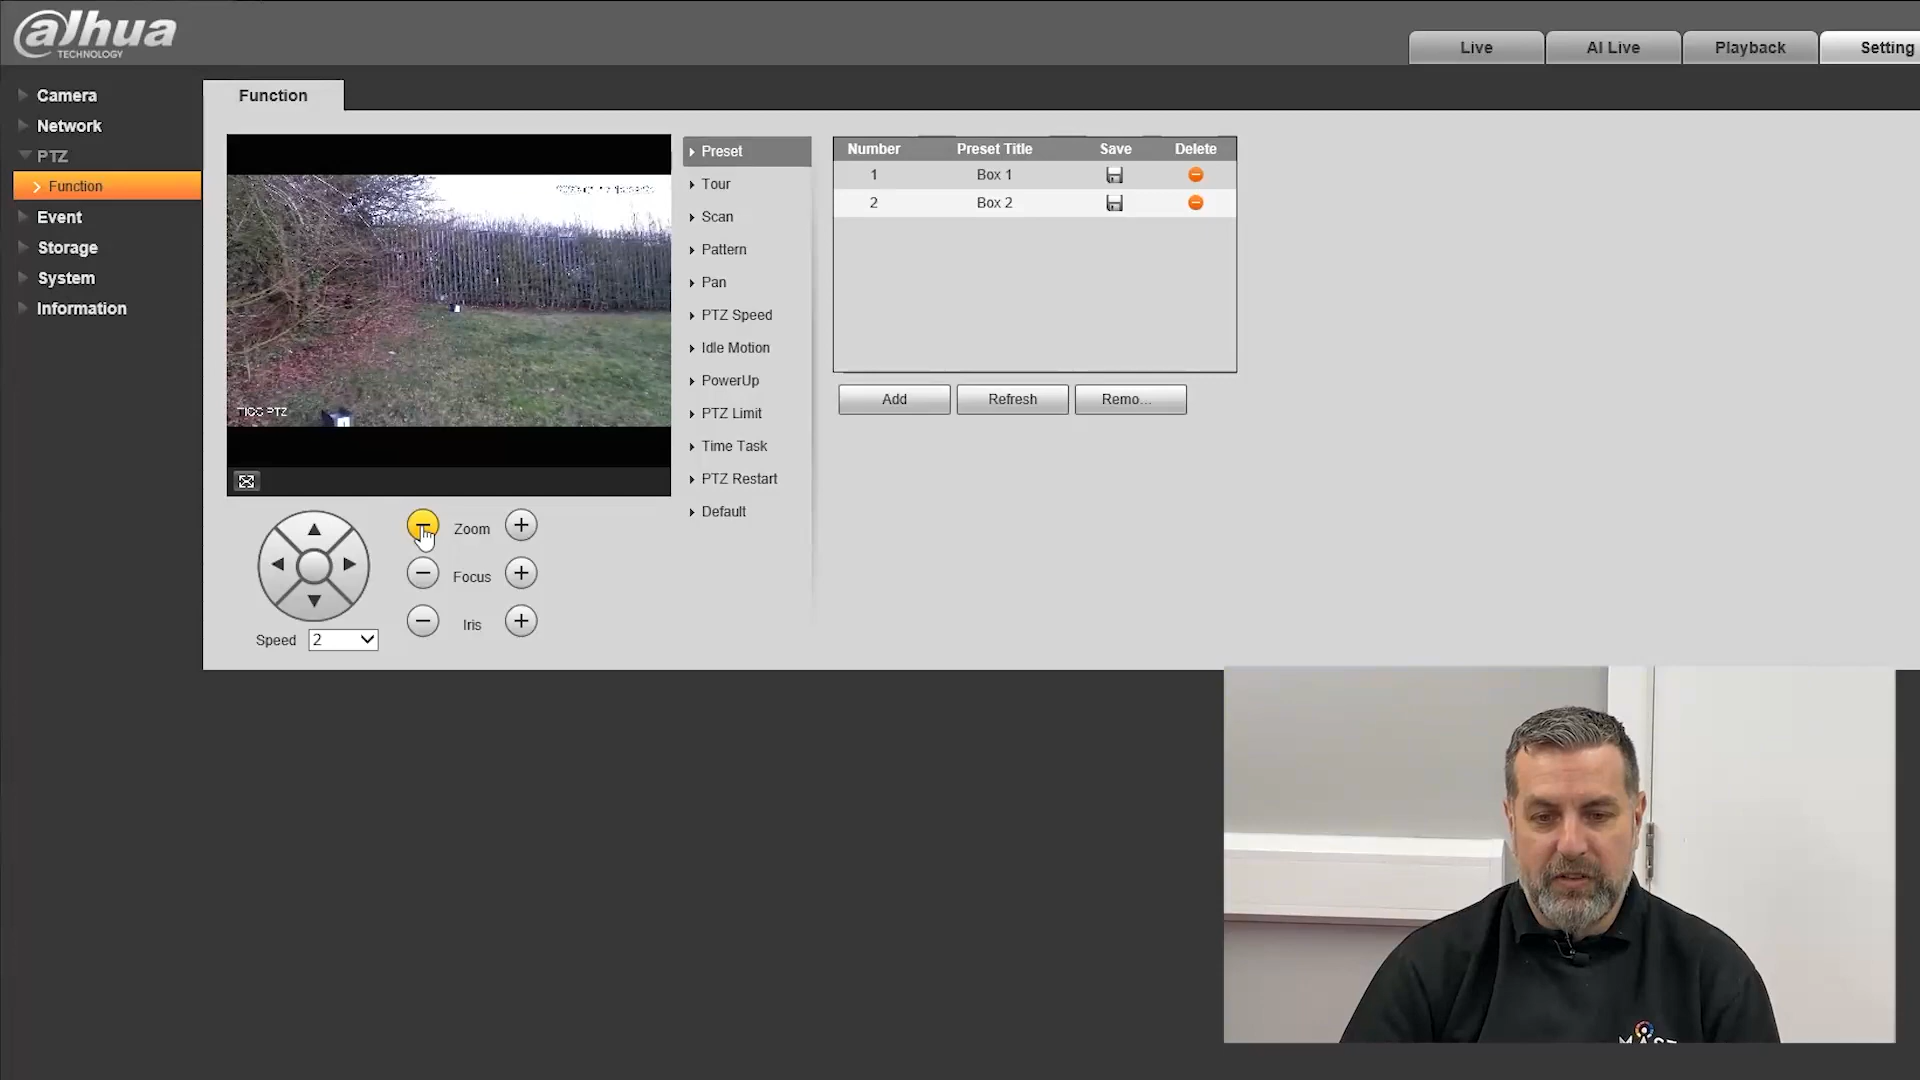 alhua
TECHNOLOGY
Live
AI Live
Playback
Setting
Camera
Network
PTZ
Function
Event
Storage
System
Information
Function
TIOC PTZ
Zoom
Focus
Iris
Speed 2
Preset
Tour
Scan
Pattern
Pan
PTZ Speed
Idle Motion
PowerUp
PTZ Limit
Time Task
PTZ Restart
Default
Number Preset Title Save Delete
1 Box 1
2 Box 2
Add Refresh Remo...